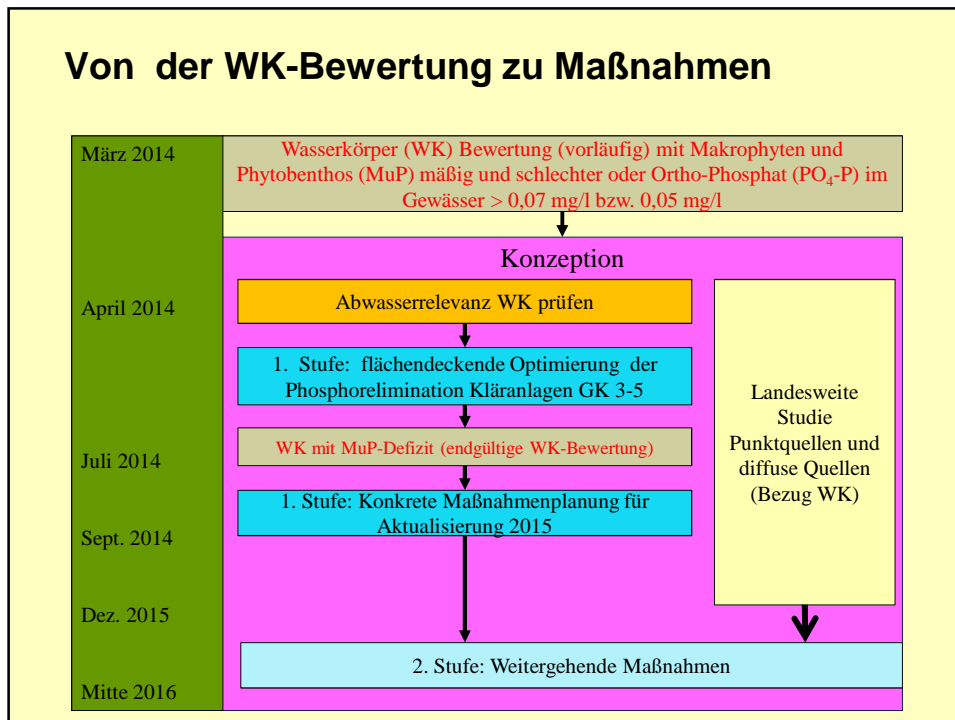 Von der WK-Bewertung zu Maßnahmen
März 2014
Wasserkörper (WK) Bewertung (vorläufig) mit Makrophyten und
Phytobenthos (MuP) mäßig und schlechter oder Ortho-Phosphat (PO₄-P) im
Gewässer > 0,07 mg/l bzw. 0,05 mg/l
Konzeption
April 2014
Abwasserrelevanz WK prüfen
1. Stufe: flächendeckende Optimierung der
Phosphorelimination Kläranlagen GK 3-5
Juli 2014
WK mit MuP-Defizit (endgültige WK-Bewertung)
1. Stufe: Konkrete Maßnahmenplanung für
Aktualisierung 2015
Sept. 2014
Landesweite
Studie
Punktquellen und
diffuse Quellen
(Bezug WK)
Dez. 2015
2. Stufe: Weitergehende Maßnahmen
Mitte 2016